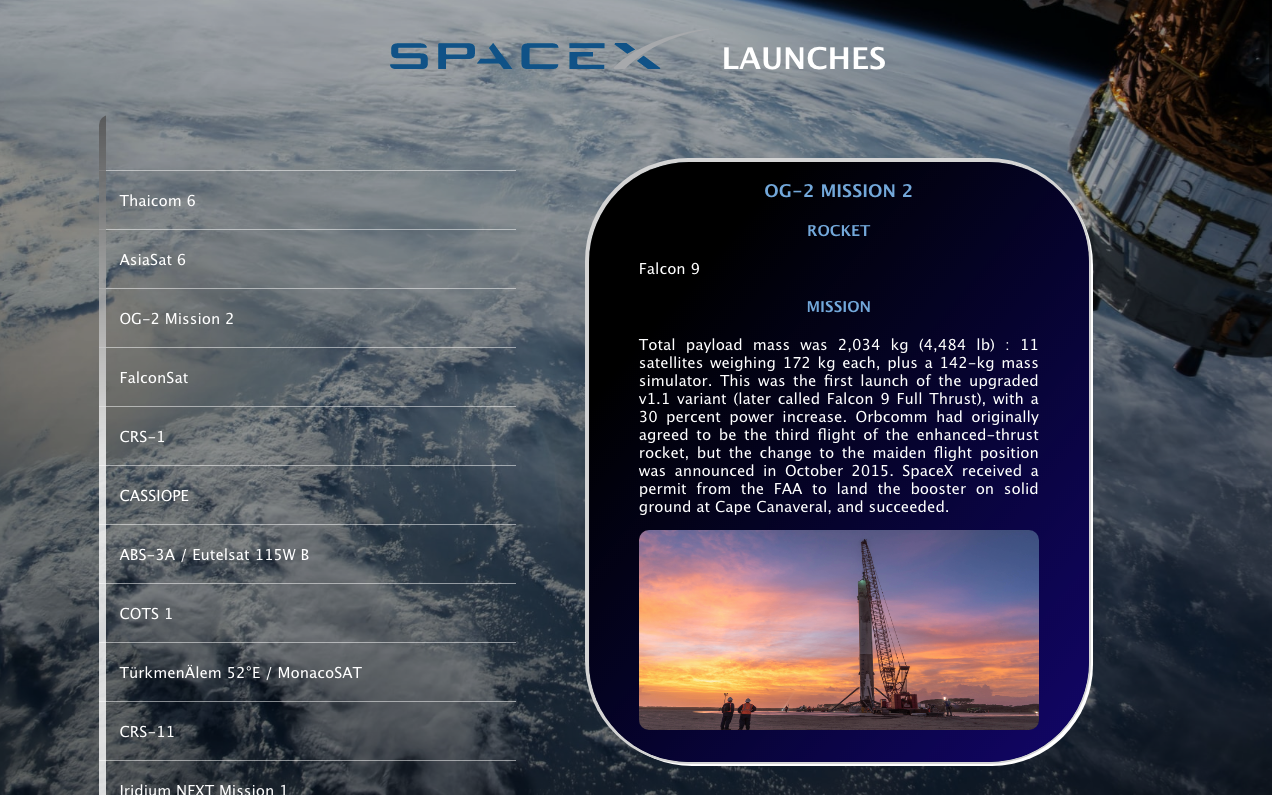 SPACEX LAUNCHES
Thaicom 6
AsiaSat 6
OG-2 Mission 2
FalconSat
CRS-1
CASSIOPE
ABS-3A / Eutelsat 115W B
COTS 1
TürkmenÄlem 52°E / MonacoSAT
CRS-11
Iridium NEXT Mission 1
OG-2 MISSION 2
ROCKET
Falcon 9
MISSION
Total payload mass was 2,034 kg (4,484 lb) : 11
satellites weighing 172 kg each, plus a 142-kg mass
simulator. This was the first launch of the upgraded
v1.1 variant (later called Falcon 9 Full Thrust), with a
30 percent power increase. Orbcomm had originally
agreed to be the third flight of the enhanced-thrust
rocket, but the change to the maiden flight position
was announced in October 2015. SpaceX received a
permit from the FAA to land the booster on solid
ground at Cape Canaveral, and succeeded.